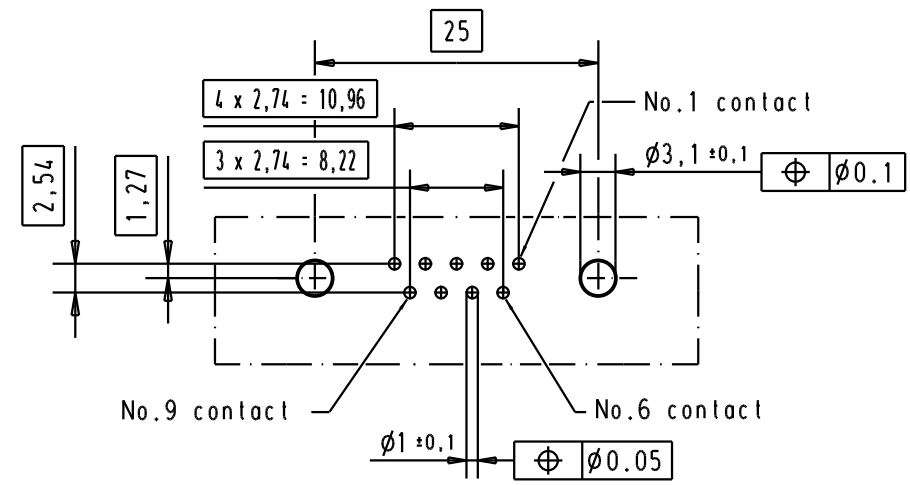 25
4 x 2,74 = 10,96
No.1 contact
3 x 2,74 = 8,22
Ø3,1 ±0,1
Ø0.1
2,54
1,27
No.9 contact
No.6 contact
Ø1 ±0,1
Ø0.05